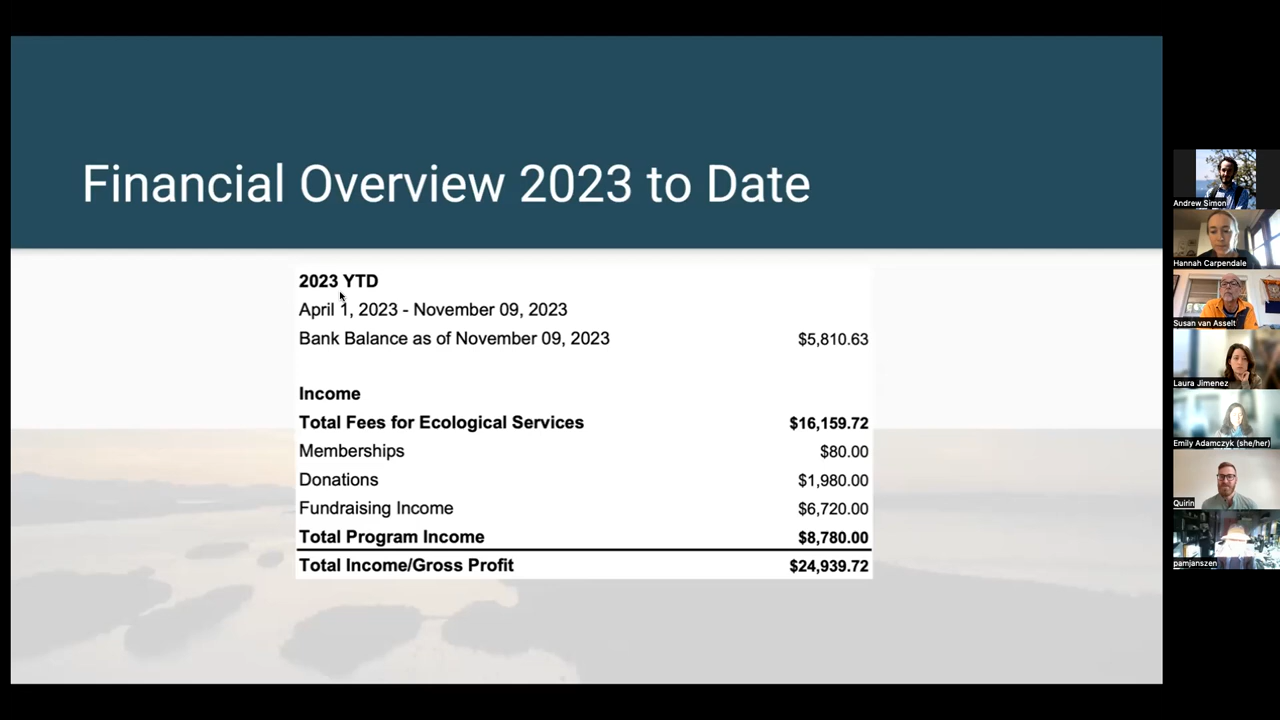 Financial Overview 2023 to Date
2023 YTD
April 1, 2023 - November 09, 2023
Bank Balance as of November 09, 2023 $5,810.63
Income
Total Fees for Ecological Services $16,159.72
Memberships $80.00
Donations $1,980.00
Fundraising Income $6,720.00
Total Program Income $8,780.00
Total Income/Gross Profit $24,939.72
Andrew Simon
Hannah Carpendale
Susan van Asselt
Laura Jimenez
Emily Adamczyk (she/her)
Quirin
pamjanszen